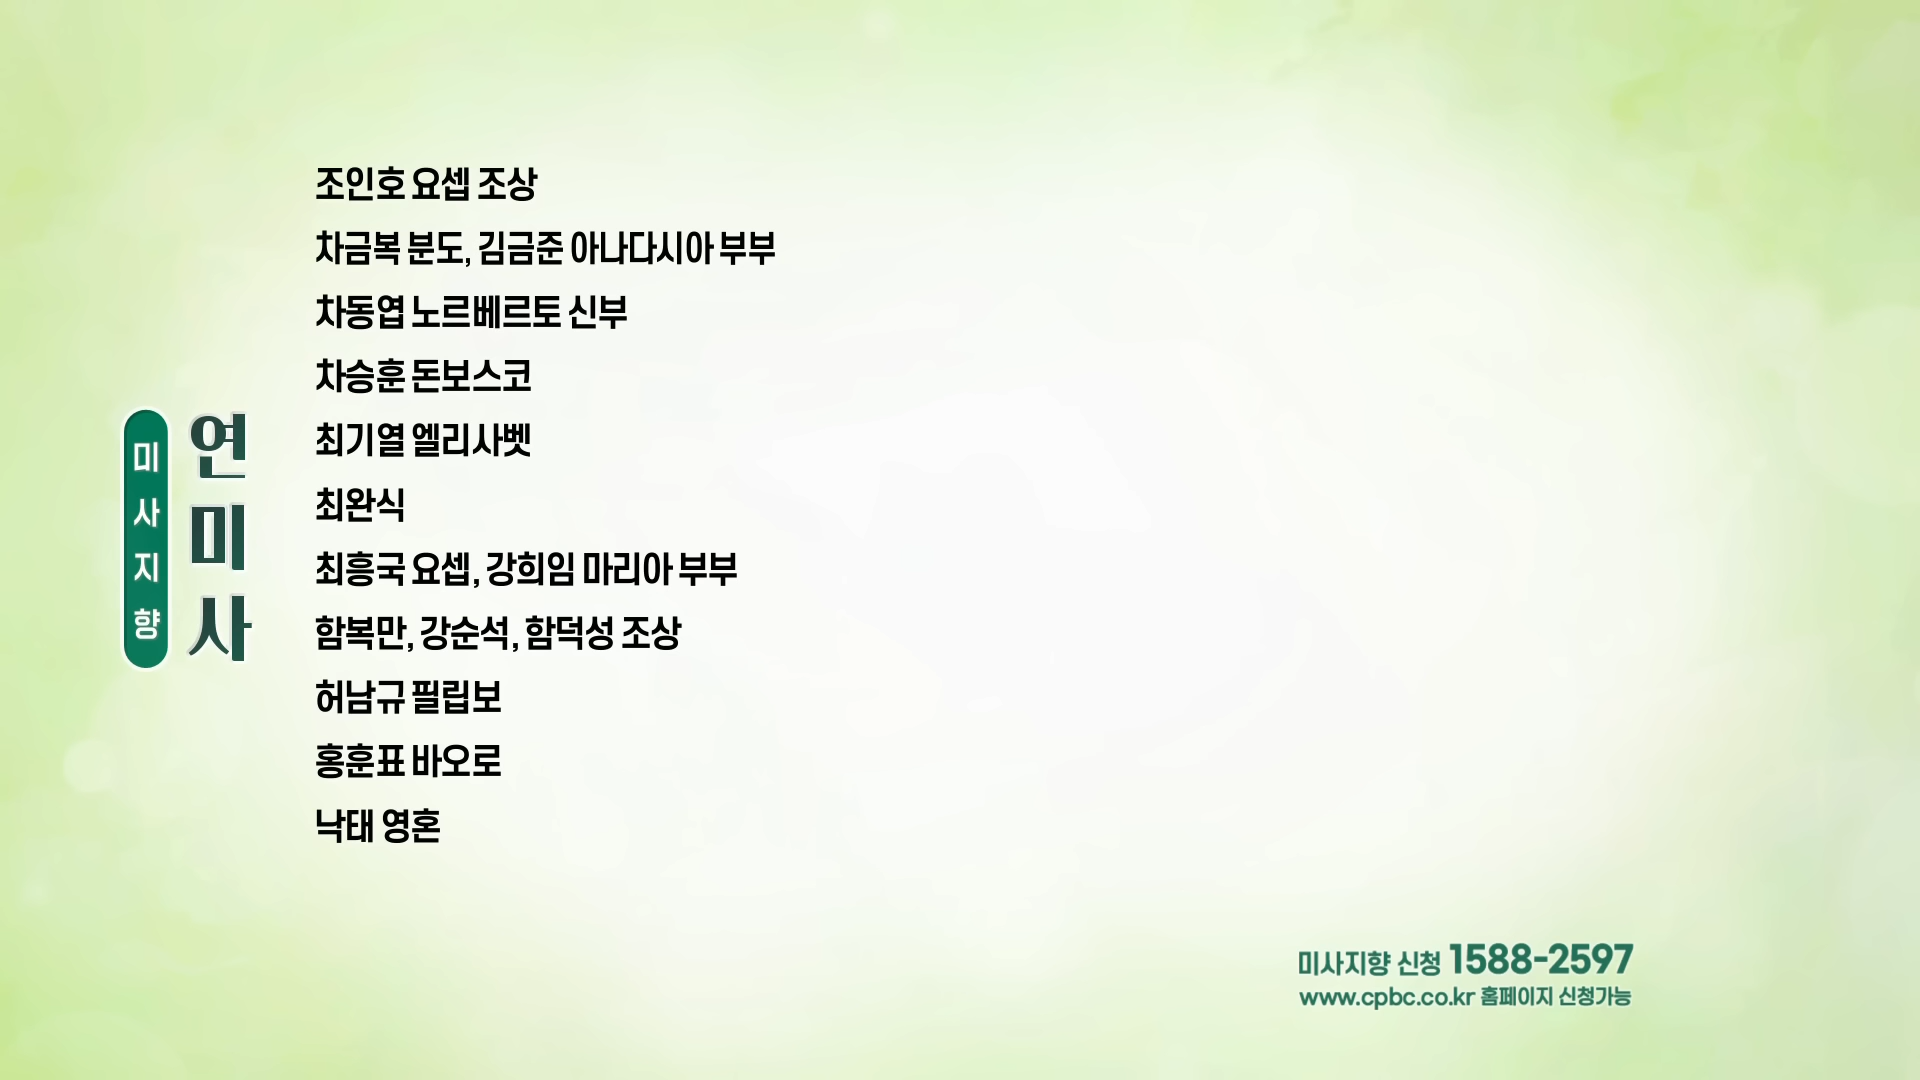 미사지향
연미사
조인호 요셉 조상
차금복 분도, 김금준 아나다시아 부부
차동엽 노르베르토 신부
차승훈 돈보스코
최기열 엘리사벳
최완식
최흥국 요셉, 강희임 마리아 부부
함복만, 강순석, 함덕성 조상
허남규 필립보
홍훈표 바오로
낙태 영혼
미사지향 신청 1588-2597
www.cpbc.co.kr 홈페이지 신청가능